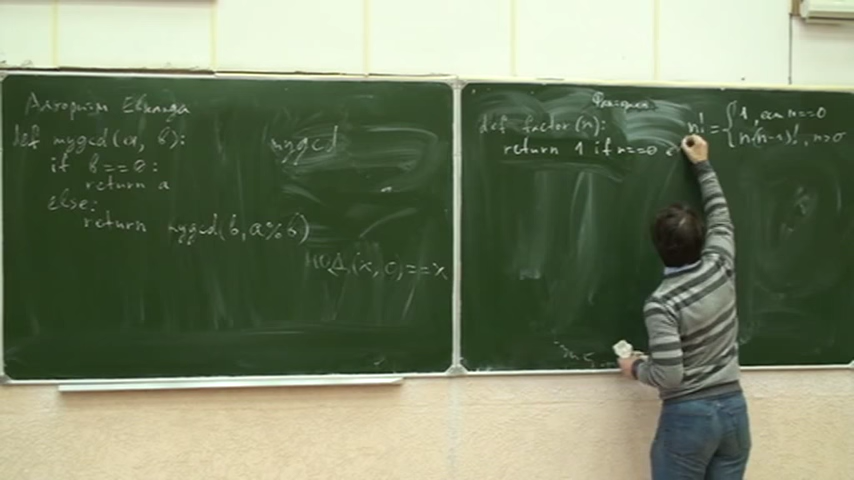 Алгоритм Евклида
def mygcd(a, b):
if b==0:
return a
else:
return mygcd(b, a%b)
mygcd
НОД(x, 0)==x
Факториал
def factor(n):
return 1 if n==0 e
n! = { 1, если n==0
n(n-1)!, n>0